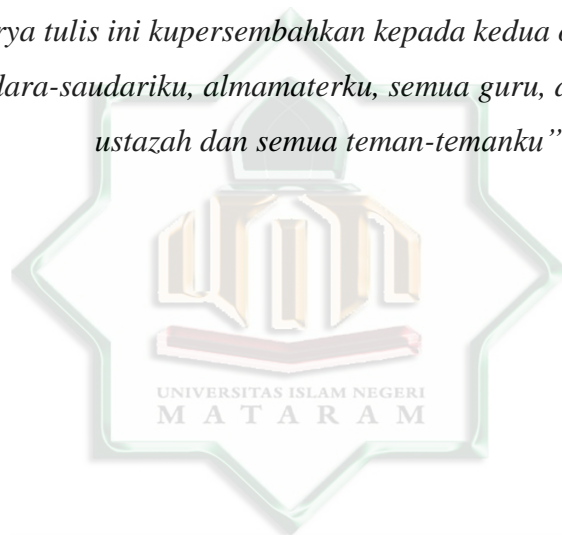 rya tulis ini kupersembahkan kepada kedua
dara-saudariku, almamaterku, semua guru,
ustazah dan semua teman-temanku”
UNIVERSITAS ISLAM NEGERI
MATARAM